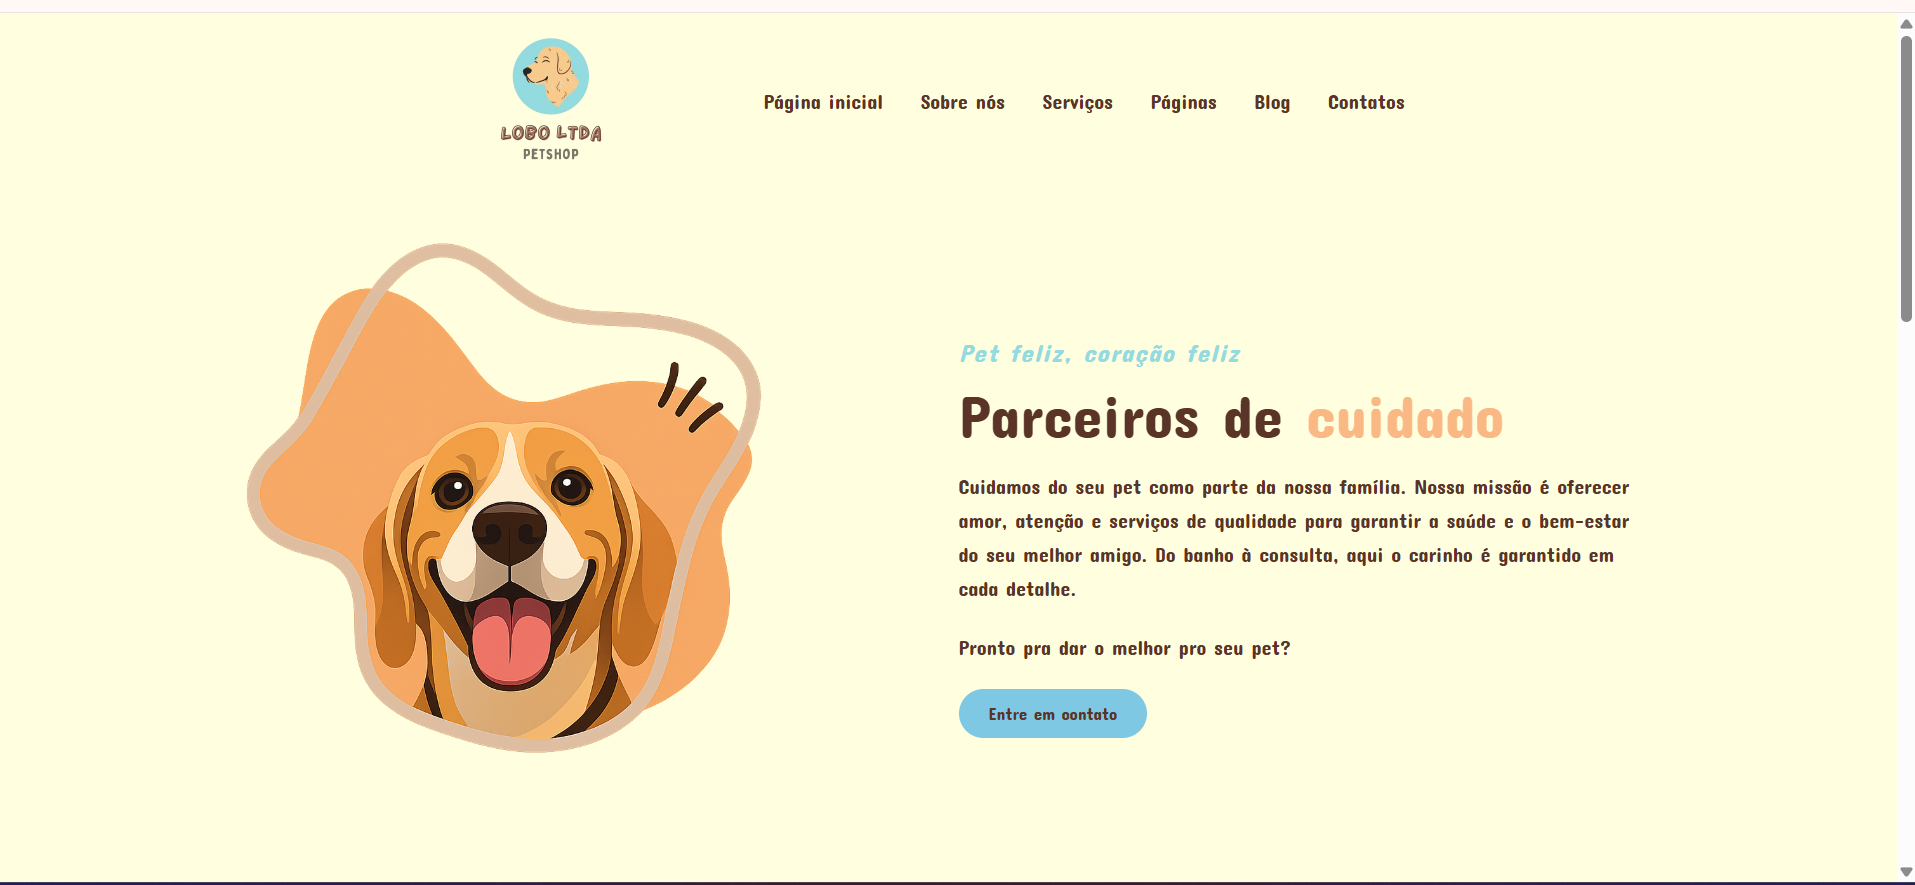 LOBO LTDA
PETSHOP
Página inicial Sobre nós Serviços Páginas Blog Contatos
Pet feliz, coração feliz
Parceiros de cuidado
Cuidamos do seu pet como parte da nossa família. Nossa missão é oferecer
amor, atenção e serviços de qualidade para garantir a saúde e o bem-estar
do seu melhor amigo. Do banho à consulta, aqui o carinho é garantido em
cada detalhe.
Pronto pra dar o melhor pro seu pet?
Entre em oontato